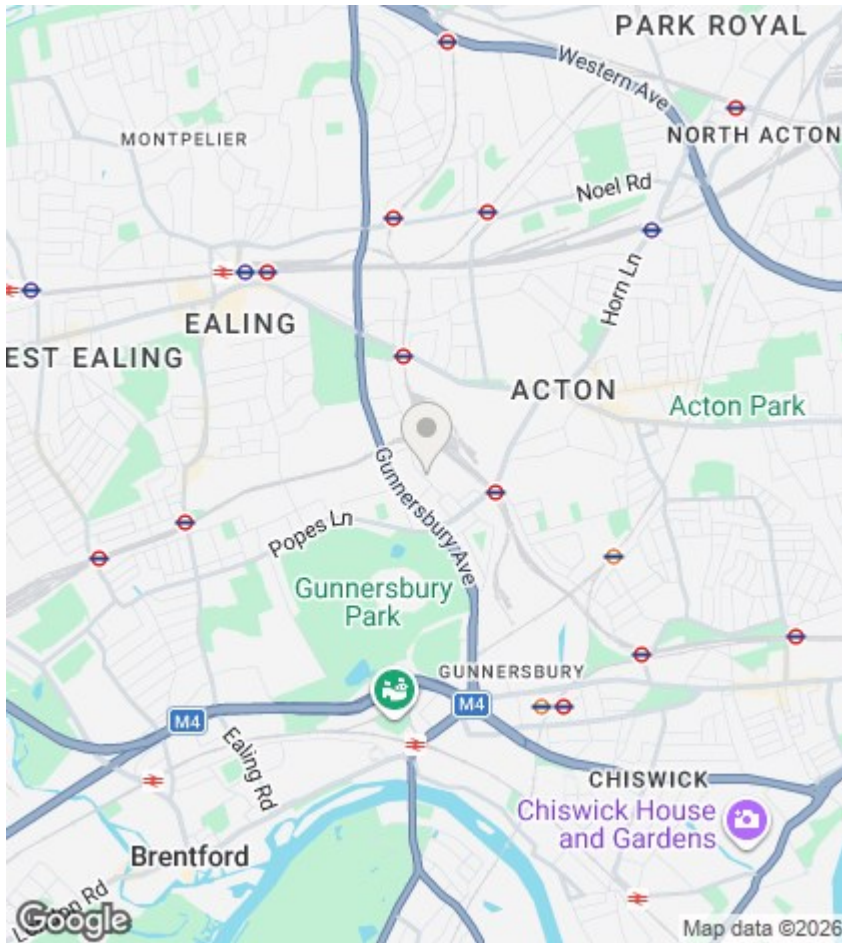 PARK ROYAL
Western Ave
MONTPELIER
NORTH ACTON
Noel Rd
Horn Ln
EALING
EST EALING
ACTON
Acton Park
Gunnersbury Ave
Popes Ln
Gunnersbury
Park
GUNNERSBURY
M4
M4
Ealing Rd
CHISWICK
Chiswick House
and Gardens
Brentford
Rd
Google
Map data ©2026